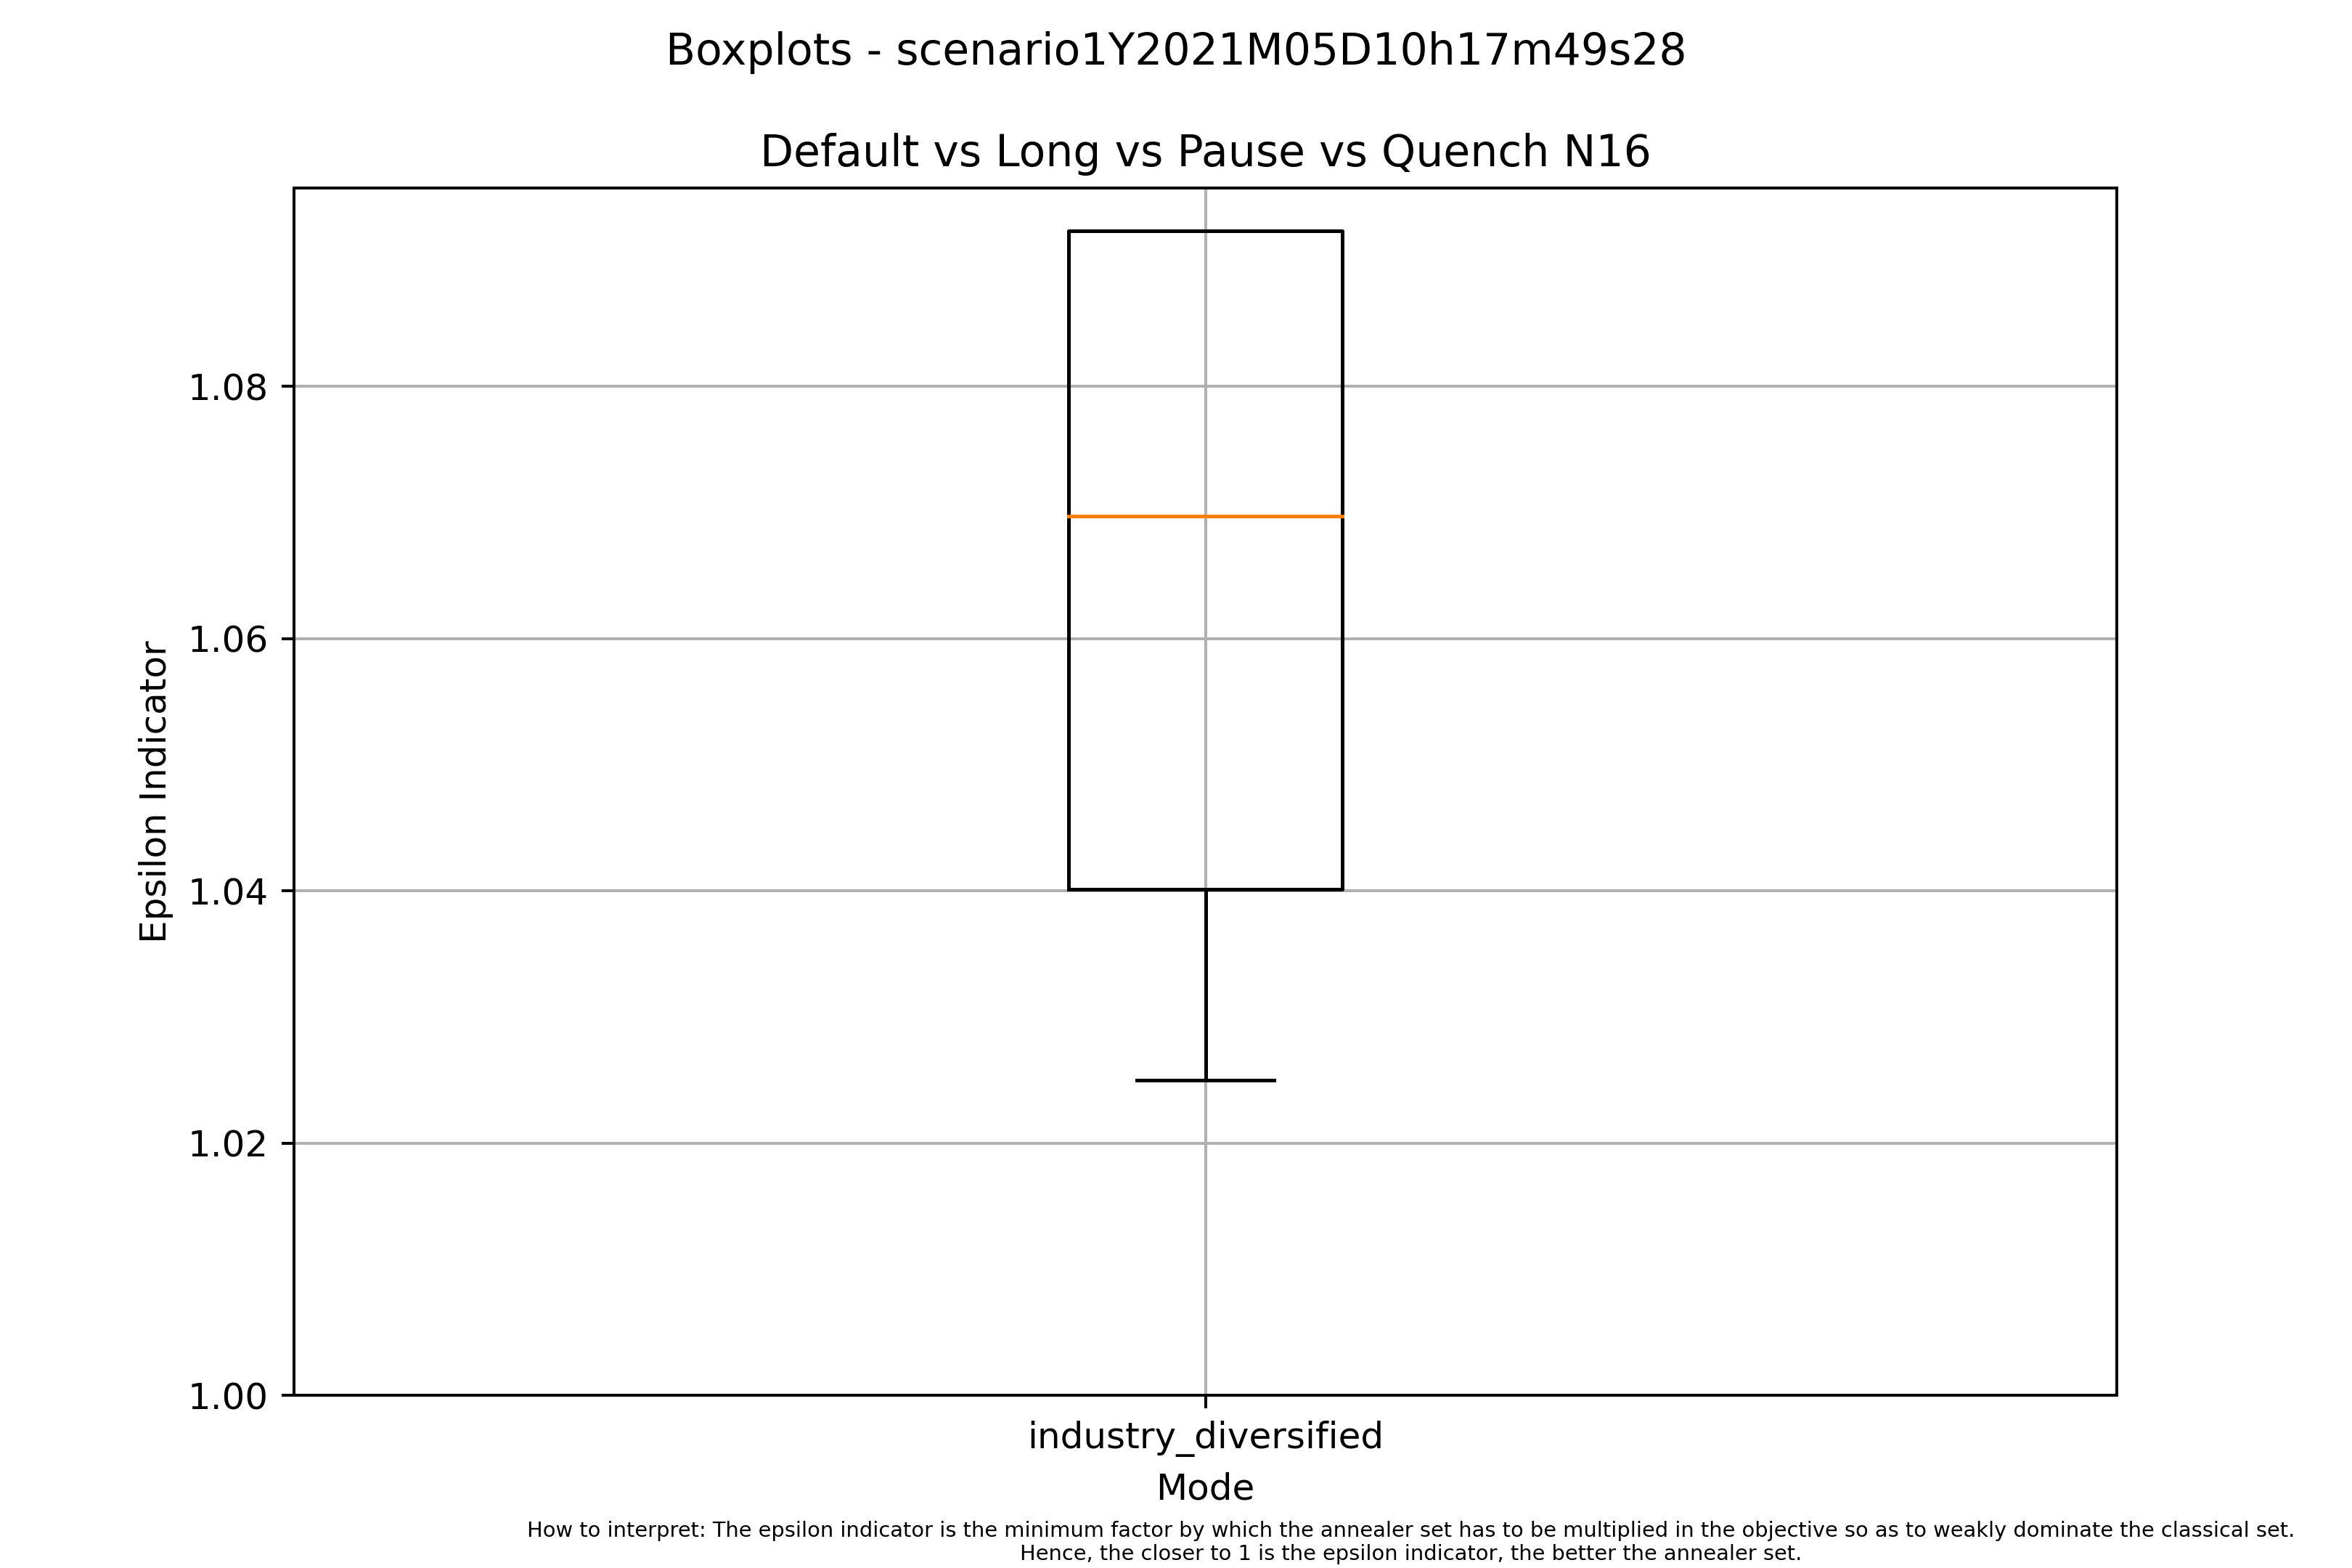 Boxplots - scenario1Y2021M05D10h17m49s28
Default vs Long vs Pause vs Quench N16
Epsilon Indicator
1.08
1.06
1.04
1.02
1.00
industry_diversified
Mode
How to interpret: The epsilon indicator is the minimum factor by which the annealer set has to be multiplied in the objective so as to weakly dominate the classical set.
Hence, the closer to 1 is the epsilon indicator, the better the annealer set.